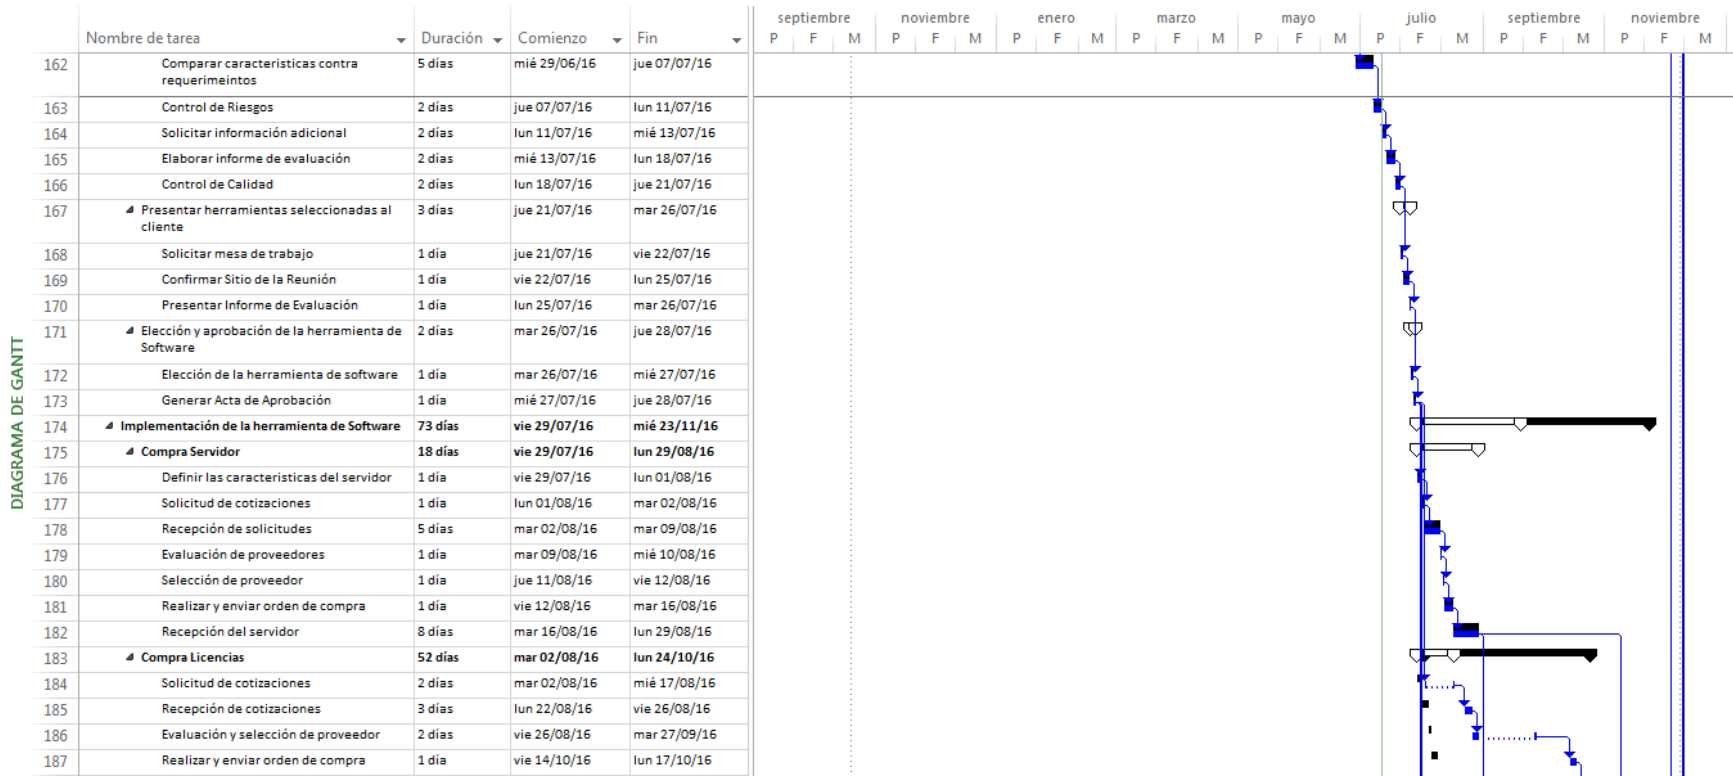 septiembre noviembre enero marzo mayo julio septiembre noviembre
Nombre de tarea Duración Comienzo Fin P F M P F M P F M P F M P F M P F M P F M P F M
162 Comparar caracteristicas contra 5 días mié 29/06/16 jue 07/07/16
requerimeintos
163 Control de Riesgos 2 días jue 07/07/16 lun 11/07/16
164 Solicitar información adicional 2 días lun 11/07/16 mié 13/07/16
165 Elaborar informe de evaluación 2 días mié 13/07/16 lun 18/07/16
166 Control de Calidad 2 días lun 18/07/16 jue 21/07/16
167 Presentar herramientas seleccionadas al 3 días jue 21/07/16 mar 26/07/16
cliente
168 Solicitar mesa de trabajo 1 día jue 21/07/16 vie 22/07/16
169 Confirmar Sitio de la Reunión 1 día vie 22/07/16 lun 25/07/16
170 Presentar Informe de Evaluación 1 día lun 25/07/16 mar 26/07/16
171 Elección y aprobación de la herramienta de 2 días mar 26/07/16 jue 28/07/16
Software
172 Elección de la herramienta de software 1 día mar 26/07/16 mié 27/07/16
173 Generar Acta de Aprobación 1 día mié 27/07/16 jue 28/07/16
174 Implementación de la herramienta de Software 73 días vie 29/07/16 mié 23/11/16
175 Compra Servidor 18 días vie 29/07/16 lun 29/08/16
176 Definir las caracteristicas del servidor 1 día vie 29/07/16 lun 01/08/16
177 Solicitud de cotizaciones 1 día lun 01/08/16 mar 02/08/16
178 Recepción de solicitudes 5 días mar 02/08/16 mar 09/08/16
179 Evaluación de proveedores 1 día mar 09/08/16 mié 10/08/16
180 Selección de proveedor 1 día jue 11/08/16 vie 12/08/16
181 Realizar y enviar orden de compra 1 día vie 12/08/16 mar 16/08/16
182 Recepción del servidor 8 días mar 16/08/16 lun 29/08/16
183 Compra Licencias 52 días mar 02/08/16 lun 24/10/16
184 Solicitud de cotizaciones 2 días mar 02/08/16 mié 17/08/16
185 Recepción de cotizaciones 3 días lun 22/08/16 vie 26/08/16
186 Evaluación y selección de proveedor 2 días vie 26/08/16 mar 27/09/16
187 Realizar y enviar orden de compra 1 día vie 14/10/16 lun 17/10/16
DIAGRAMA DE GANTT